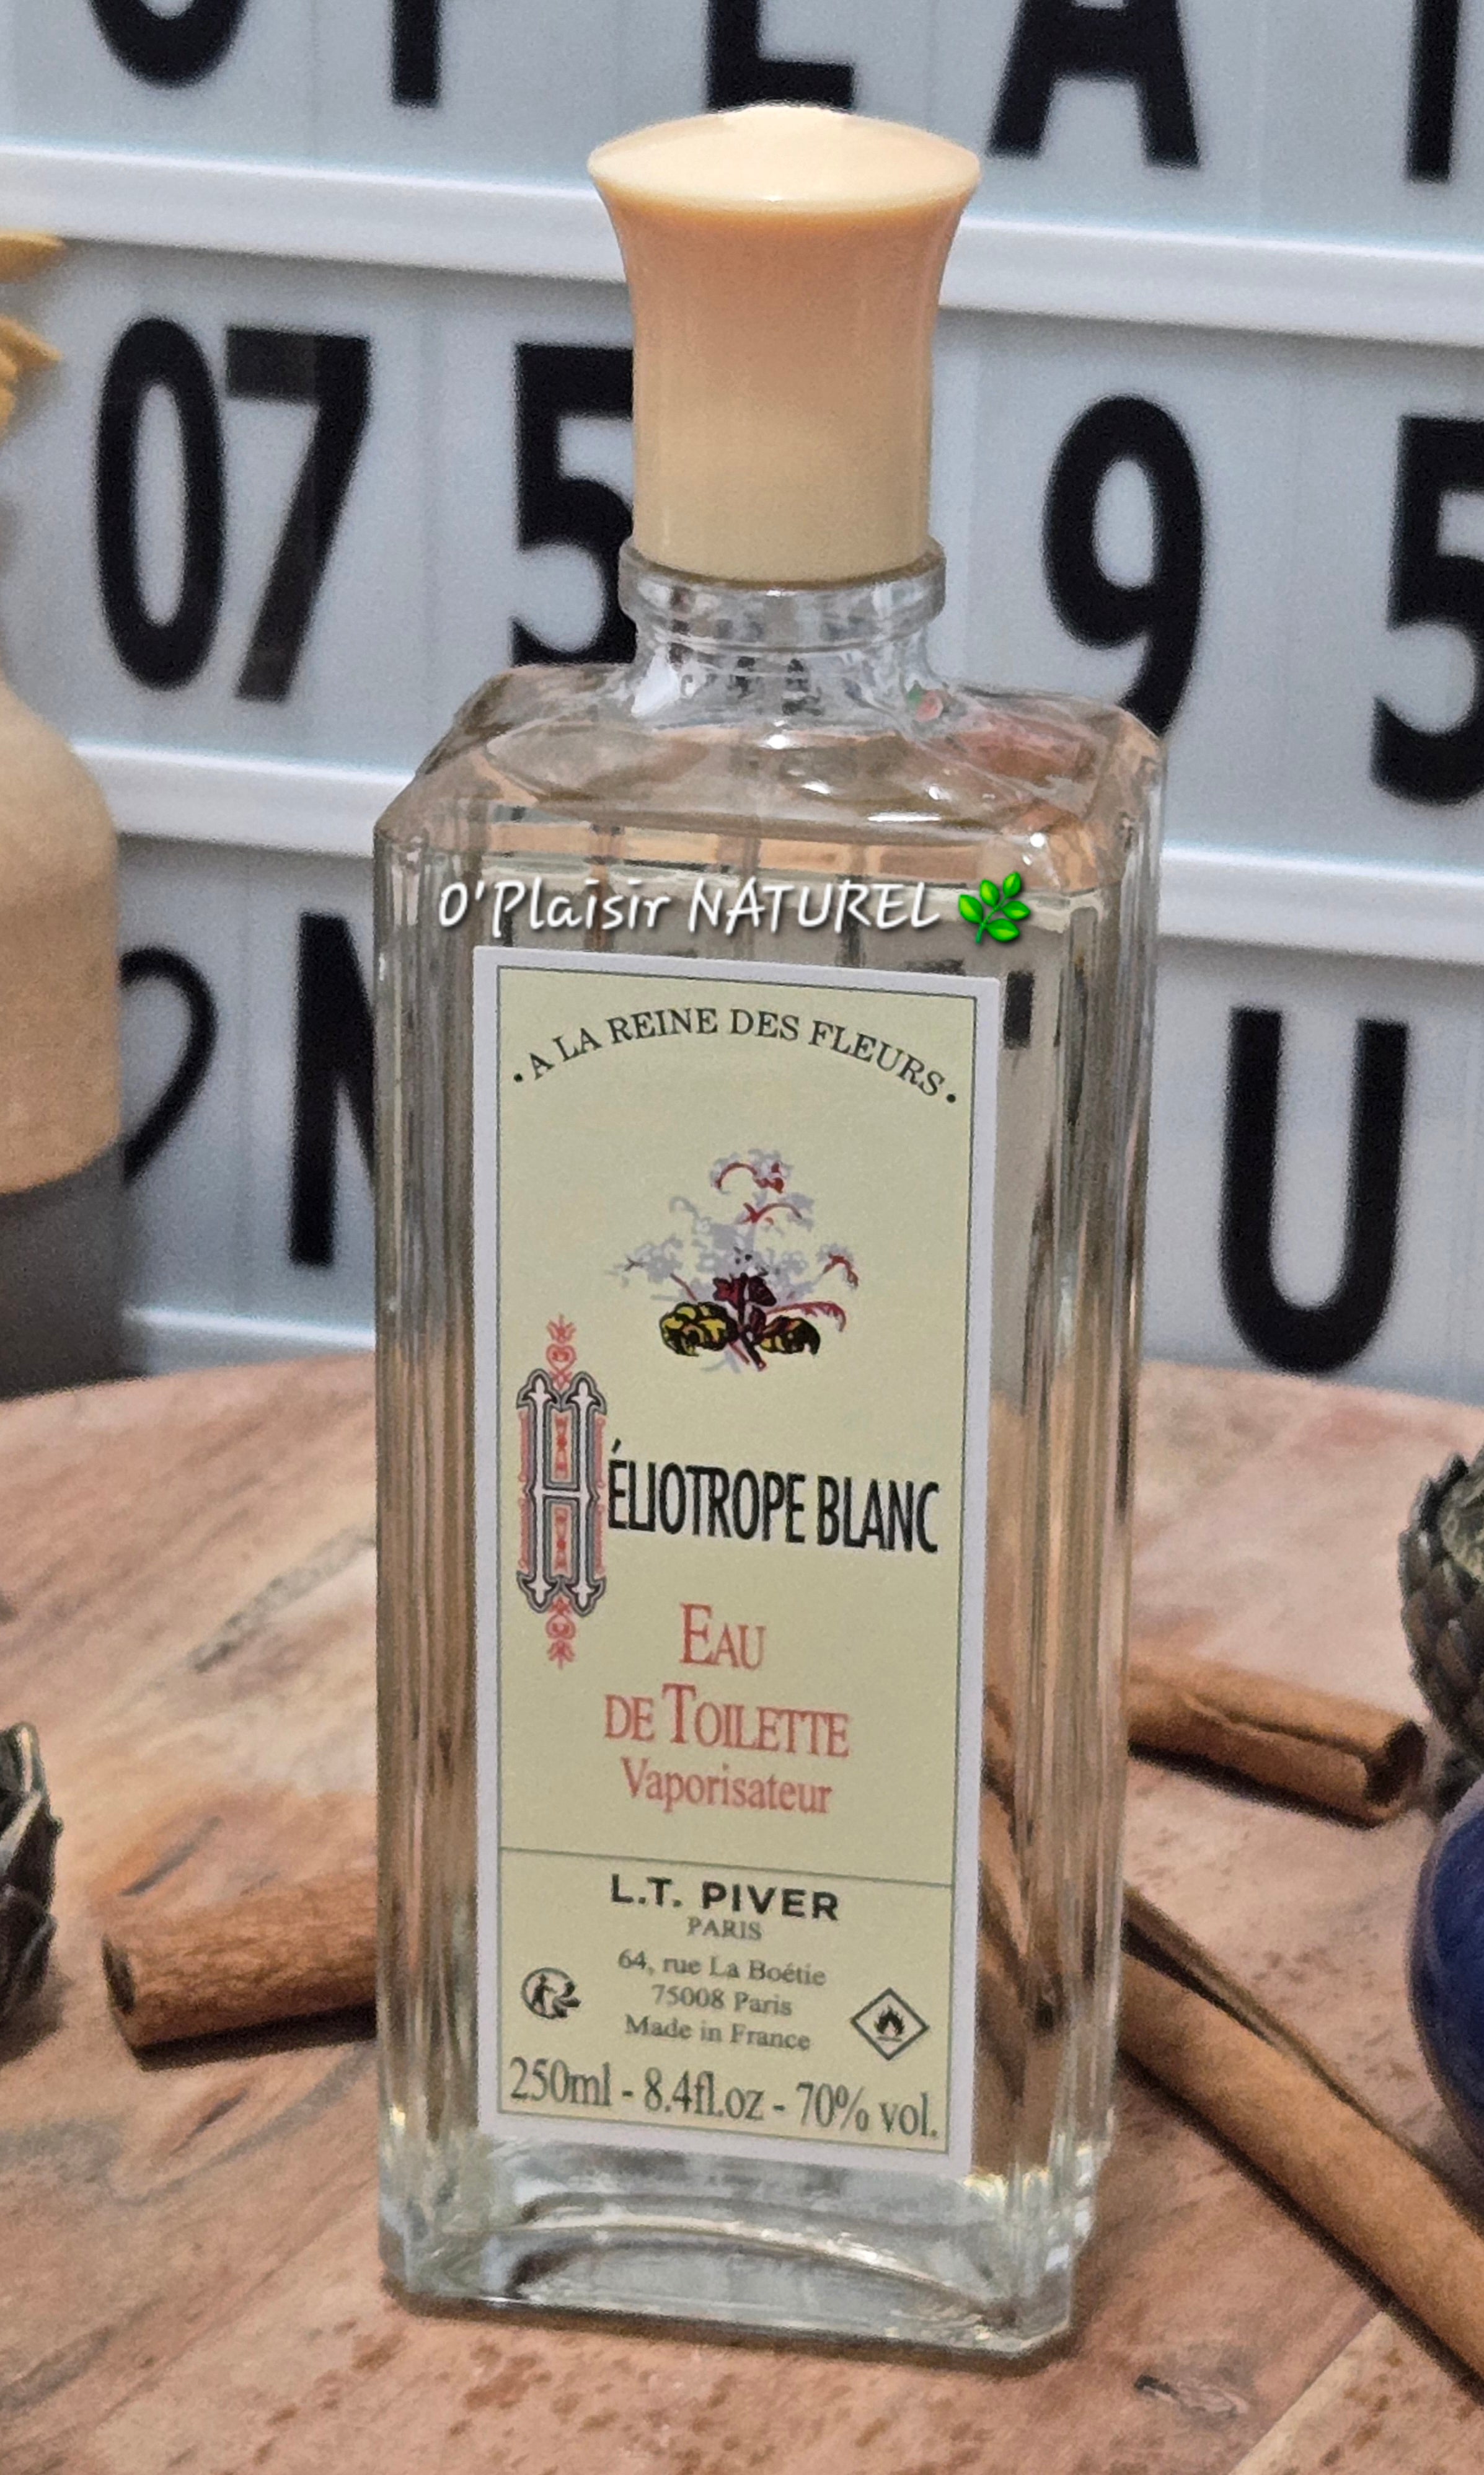 07 5 9 5
N U
O'Plaisir NATUREL
• A LA REINE DES FLEURS •
HÉLIOTROPE BLANC
EAU
DE TOILETTE
Vaporisateur
L.T. PIVER
PARIS
64, rue La Boétie
75008 Paris
Made in France
250ml - 8.4fl.oz - 70% vol.